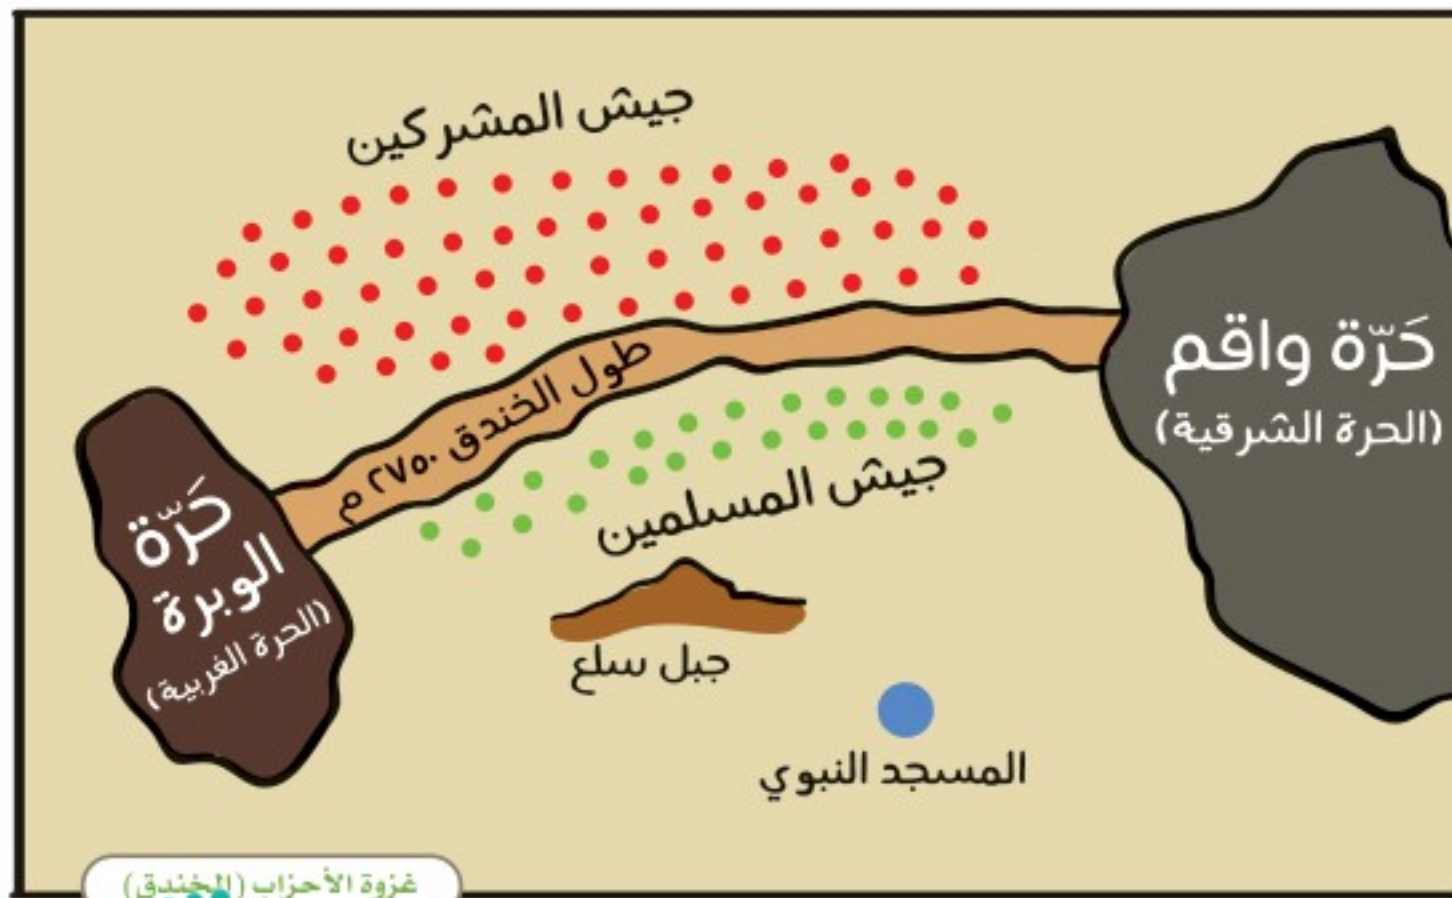 جيش المشركين
حَرّة واقم
(الحرة الشرقية)
طول الخندق ٢٧٥٠ م
جيش المسلمين
حَرّة
الوبرة
(الحرة الغربية)
جبل سلع
المسجد النبوي
غزوة الأحزاب (الخندق)